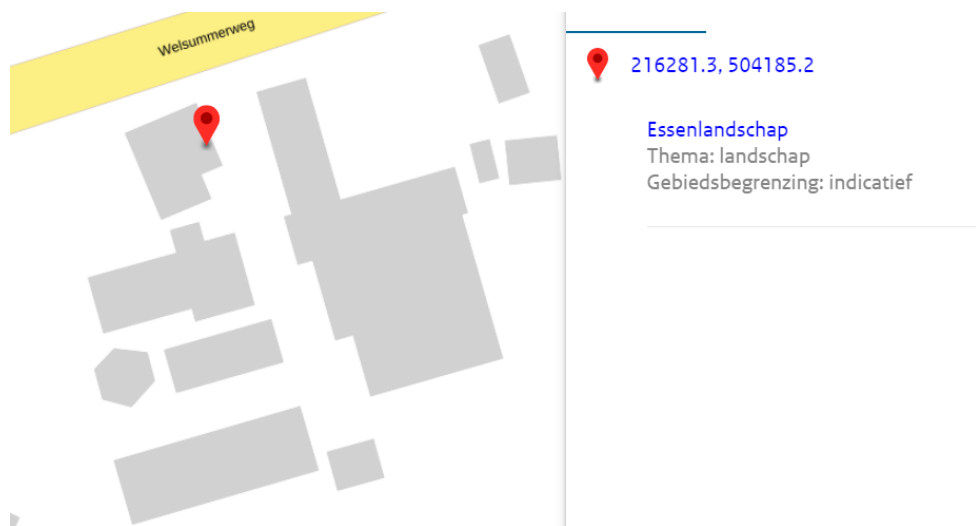 Welsummerweg
216281.3, 504185.2
Essenlandschap
Thema: landschap
Gebiedsbegrenzing: indicatief